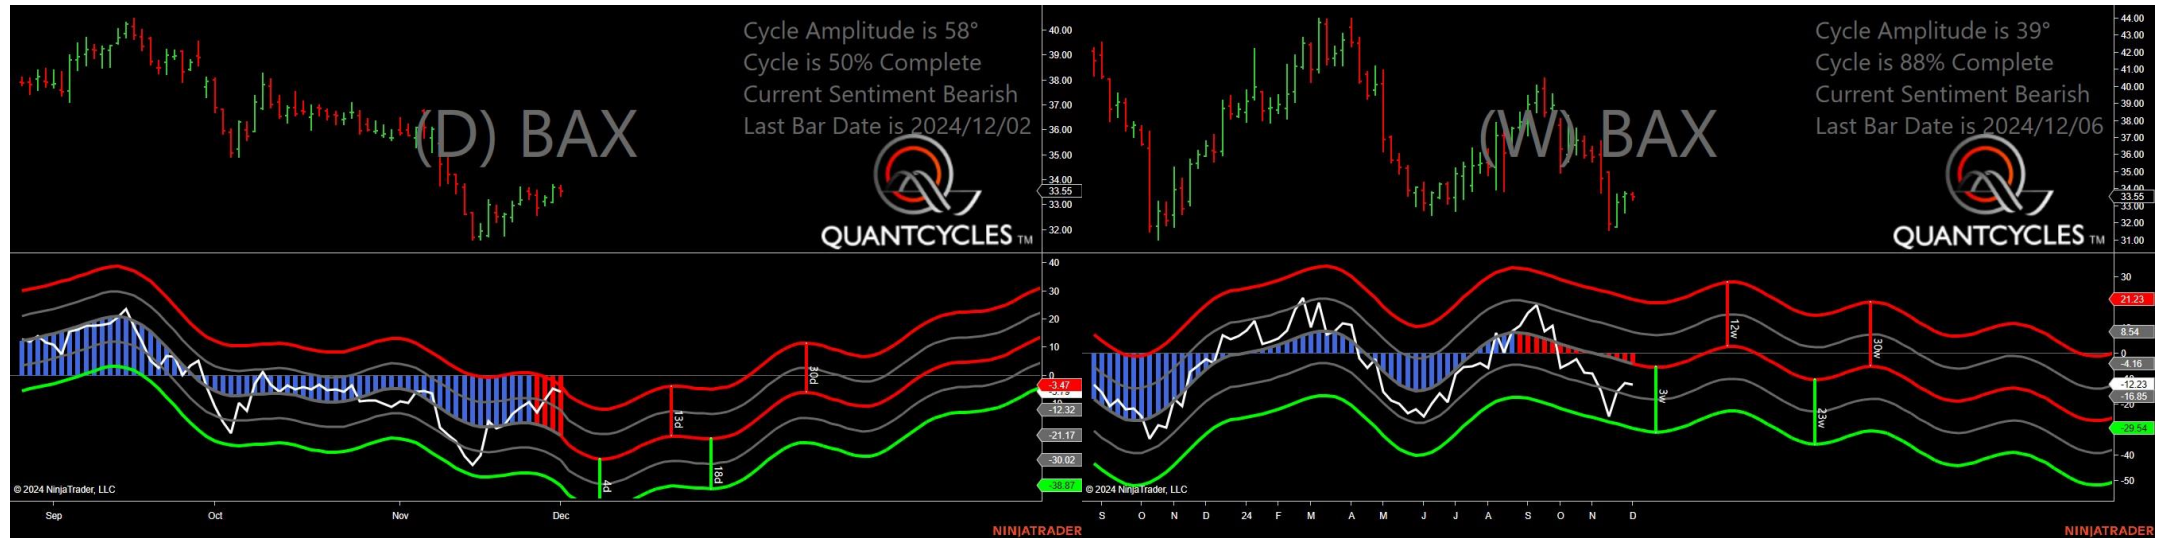 Cycle Amplitude is 58°
Cycle is 50% Complete
Current Sentiment Bearish
Last Bar Date is 2024/12/02
(D) BAX
QUANTCYCLES TM
40.00
39.00
38.00
37.00
36.00
35.00
34.00
33.55
33.00
32.00
40
30
20
10
0
-3.47
-12.32
-21.17
-30.02
-38.87
4d
13d
18d
30d
© 2024 NinjaTrader, LLC
Sep Oct Nov Dec
NINJATRADER
Cycle Amplitude is 39°
Cycle is 88% Complete
Current Sentiment Bearish
Last Bar Date is 2024/12/06
(W) BAX
QUANTCYCLES TM
44.00
43.00
42.00
41.00
40.00
39.00
38.00
37.00
36.00
35.00
34.00
33.55
33.00
32.00
31.00
30
21.23
8.54
0
-4.16
-12.23
-16.85
-20
-29.54
-40
-50
3w
12w
23w
30w
© 2024 NinjaTrader, LLC
S O N D 24 F M A M J J A S O N D
NINJATRADER